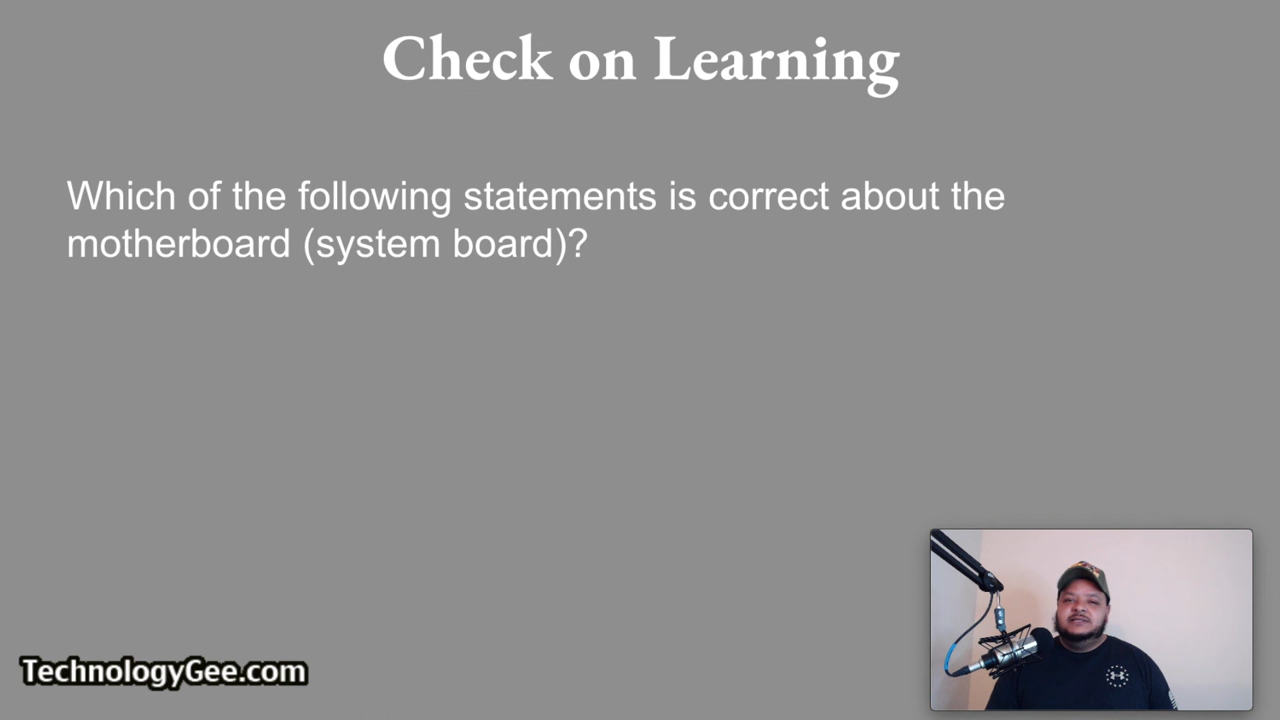 Check on Learning
Which of the following statements is correct about the
motherboard (system board)?
TechnologyGee.com